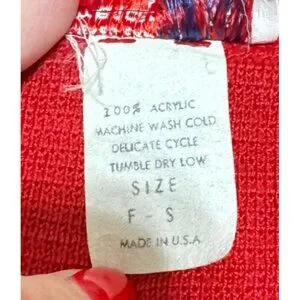 100% ACRYLIC
MACHINE WASH COLD
DELICATE CYCLE
TUMBLE DRY LOW
SIZE
F - S
MADE IN U.S.A